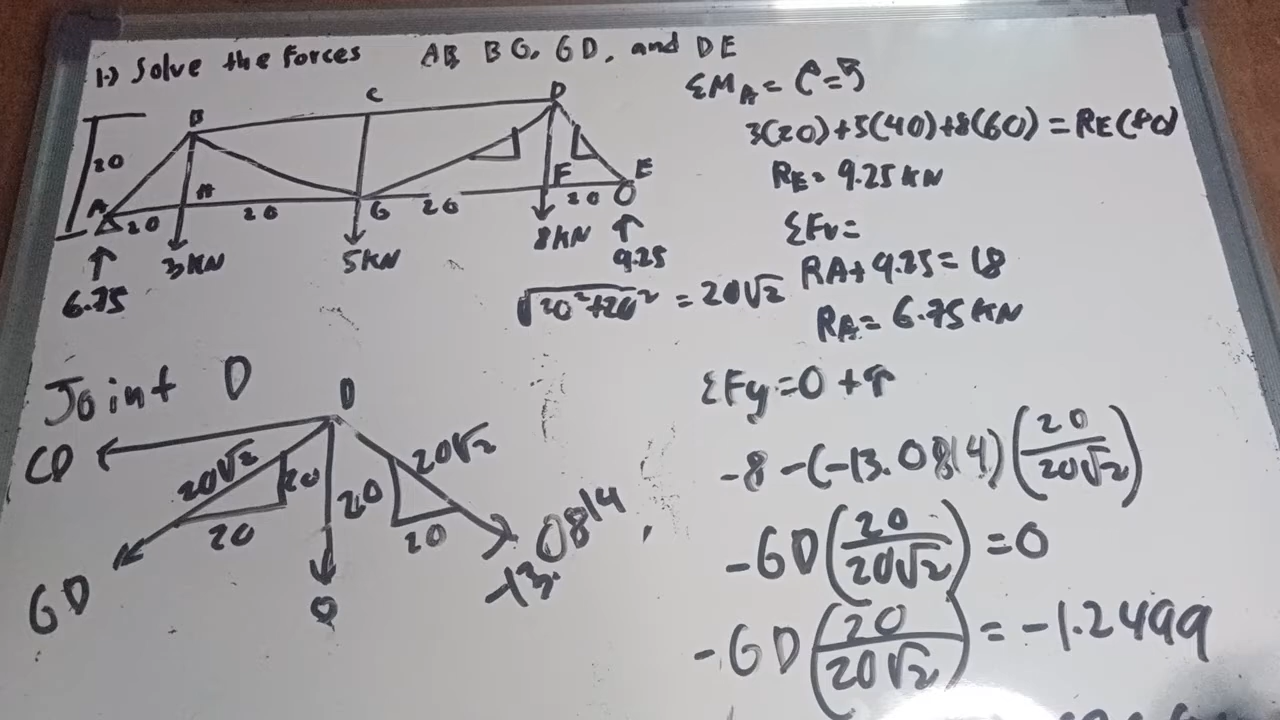 1.) Solve the Forces AB, BG, GD, and DE
B
C
D
20
A
H
G
F
E
20
20
20
20
3KN
5KN
8KN
9.25
6.75
√20²+20² = 20√2
ΣM_A =
3(20)+5(40)+8(60) = RE(80)
RE = 9.25 KN
ΣFv =
RA + 9.25 = 18
RA = 6.75 KN
Joint D
D
CD
20√2
20
20
20
20√2
20
GD
8
-13.0814
ΣFy = 0 +↑
-8 -(-13.0814)(20/20√2)
-GD(20/20√2) = 0
-GD(20/20√2) = -1.2499